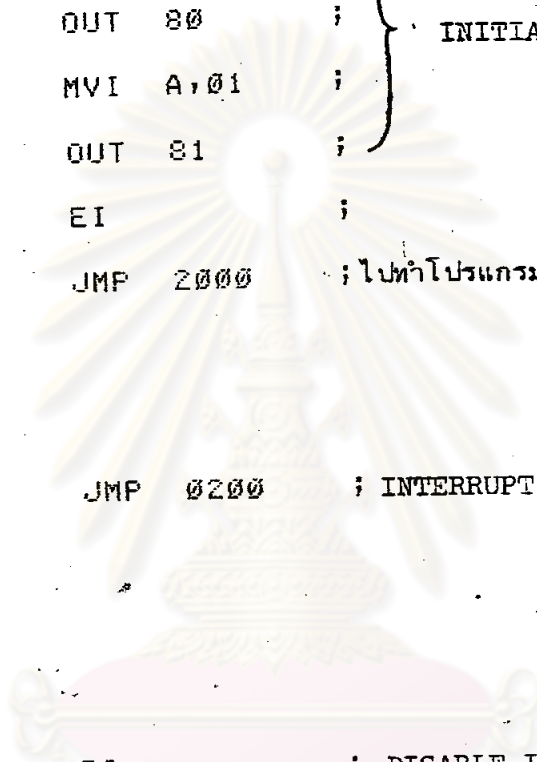 OUT 80 ; INITIA
MVI A,01 ;
OUT 81 ;
EI ;
JMP 2000 ; ไปทำโปรแกรม
JMP 0200 ; INTERRUPT
; DISABLE I